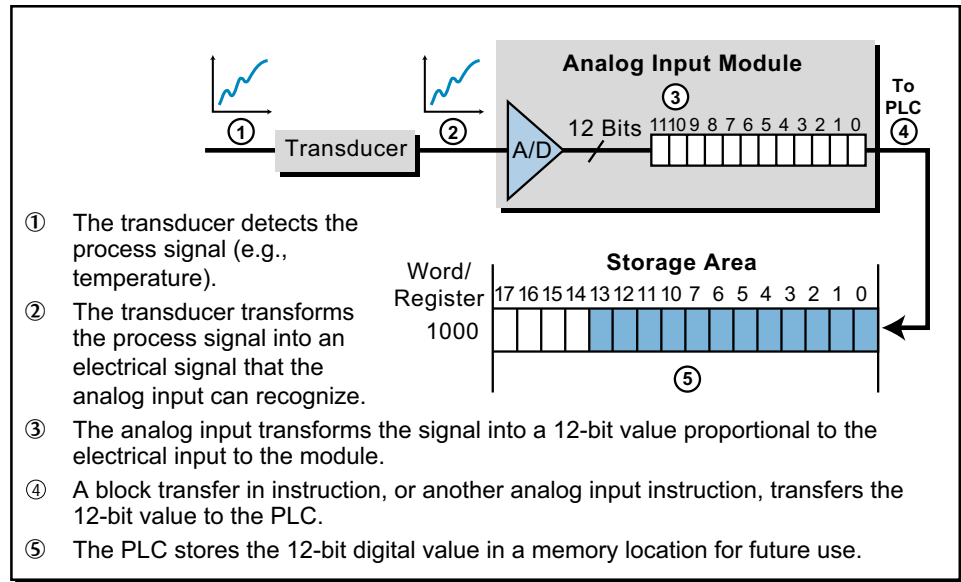 Analog Input Module
③
To
PLC
④
① Transducer ②
A/D
12 Bits
11 10 9 8 7 6 5 4 3 2 1 0
① The transducer detects the
process signal (e.g.,
temperature).
② The transducer transforms
the process signal into an
electrical signal that the
analog input can recognize.
Storage Area
Word/
Register
17 16 15 14 13 12 11 10 7 6 5 4 3 2 1 0
1000
⑤
③ The analog input transforms the signal into a 12-bit value proportional to the
electrical input to the module.
④ A block transfer in instruction, or another analog input instruction, transfers the
12-bit value to the PLC.
⑤ The PLC stores the 12-bit digital value in a memory location for future use.